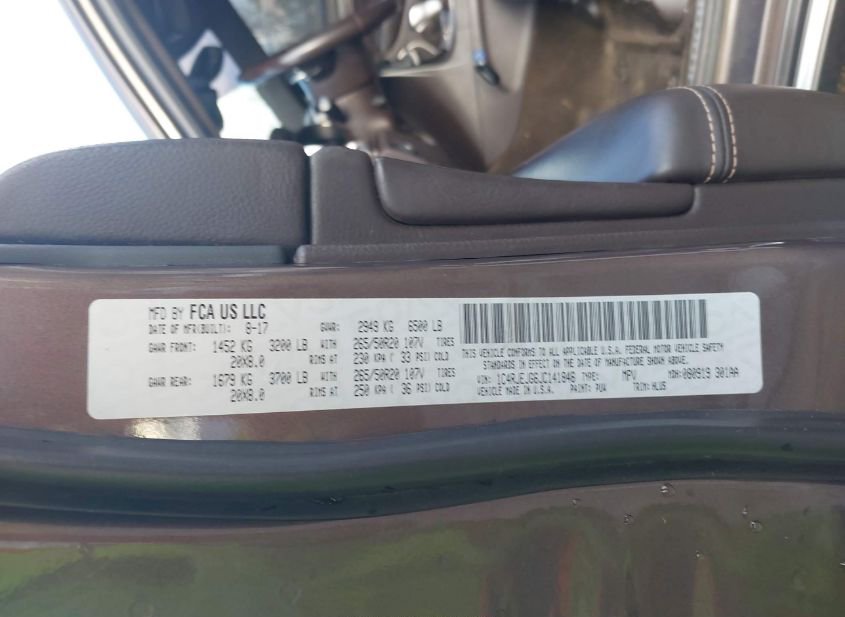 MFD BY FCA US LLC
DATE OF MFR(BUILT): 8-17 GVWR: 2949 KG 6500 LB
GAWR FRONT: 1452 KG 3200 LB WITH 265/50R20 107V TIRES
20X8.0 RIMS AT 230 KPA ( 33 PSI) COLD
GAWR REAR: 1679 KG 3700 LB WITH 265/50R20 107V TIRES
20X8.0 RIMS AT 250 KPA ( 36 PSI) COLD
THIS VEHICLE CONFORMS TO ALL APPLICABLE U.S.A. FEDERAL MOTOR VEHICLE SAFETY
STANDARDS IN EFFECT ON THE DATE OF MANUFACTURE SHOWN ABOVE.
VIN: TYPE: MPV MDH: 080919 301AA
VEHICLE MADE IN U.S.A. PAINT: PUA TRIM: HLU5